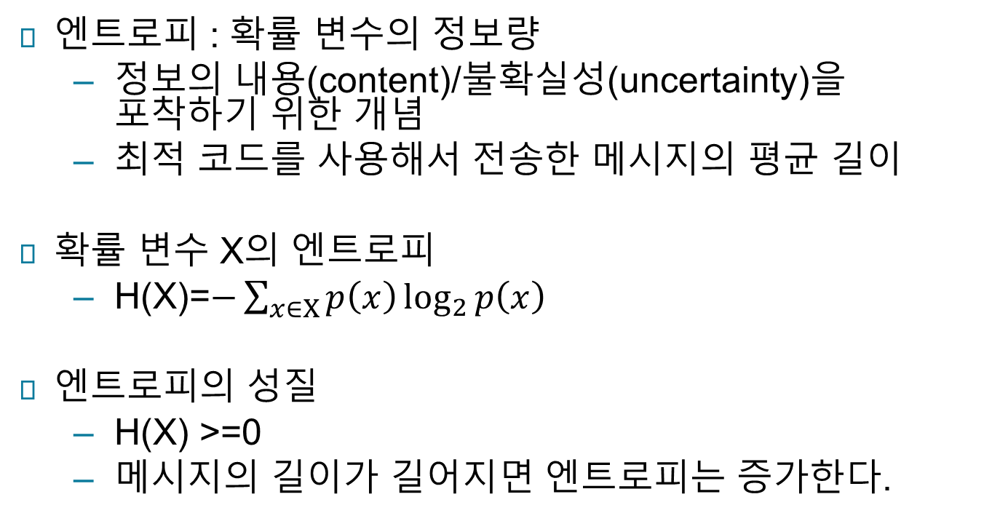 ▯ 엔트로피 : 확률 변수의 정보량
– 정보의 내용(content)/불확실성(uncertainty)을
포착하기 위한 개념
– 최적 코드를 사용해서 전송한 메시지의 평균 길이
▯ 확률 변수 X의 엔트로피
– H(X)=−∑x∈X p(x) log₂ p(x)
▯ 엔트로피의 성질
– H(X) >=0
– 메시지의 길이가 길어지면 엔트로피는 증가한다.